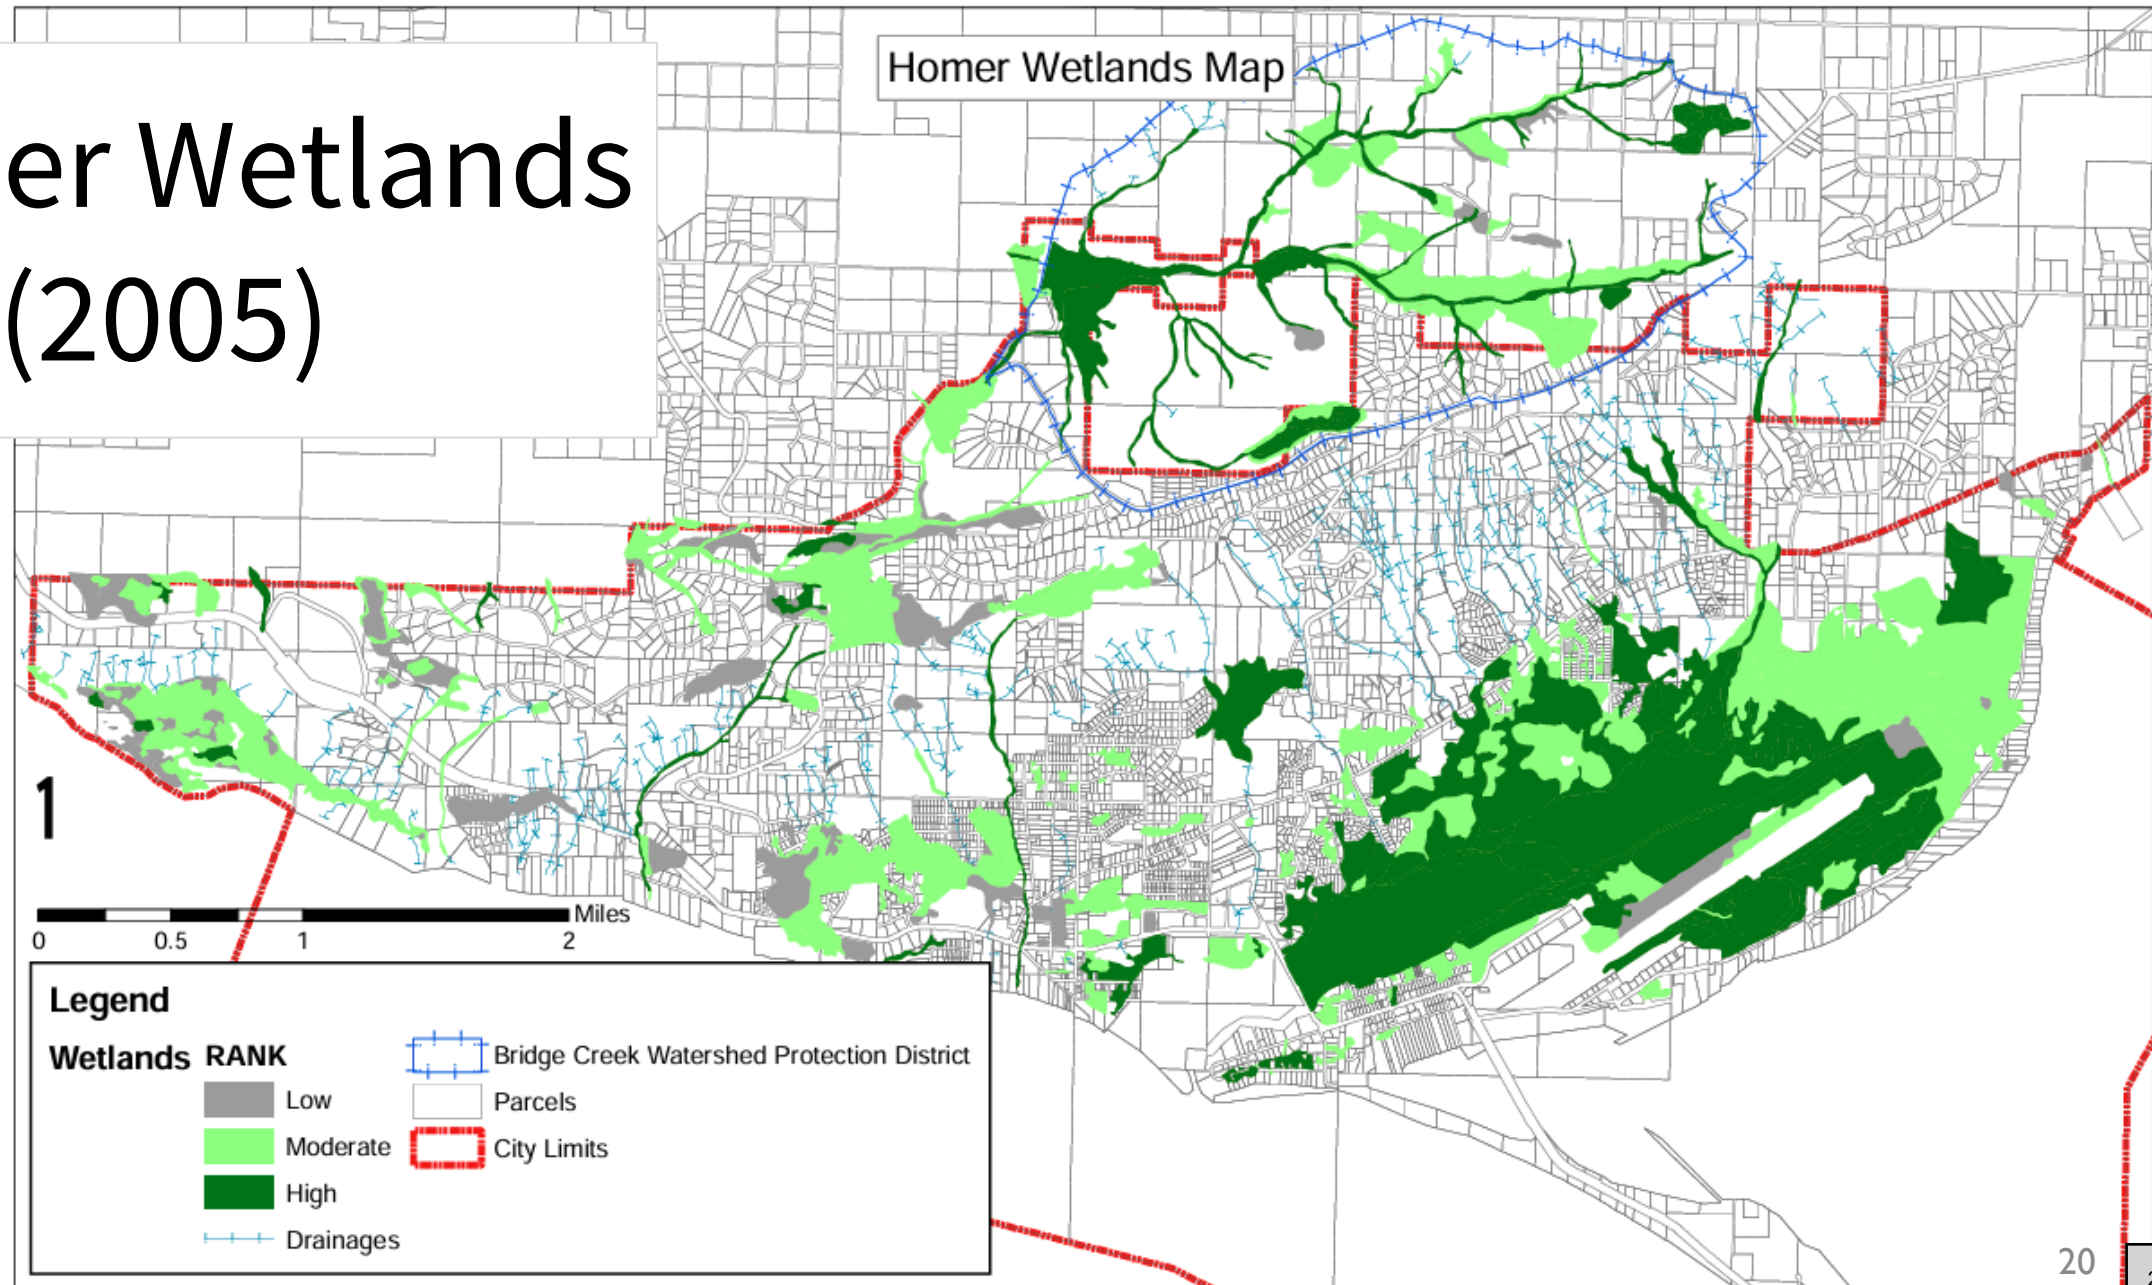 Homer Wetlands Map
er Wetlands
(2005)
1
Miles
0 0.5 1 2
Legend
Wetlands RANK
Low
Moderate
High
Drainages
Bridge Creek Watershed Protection District
Parcels
City Limits
20